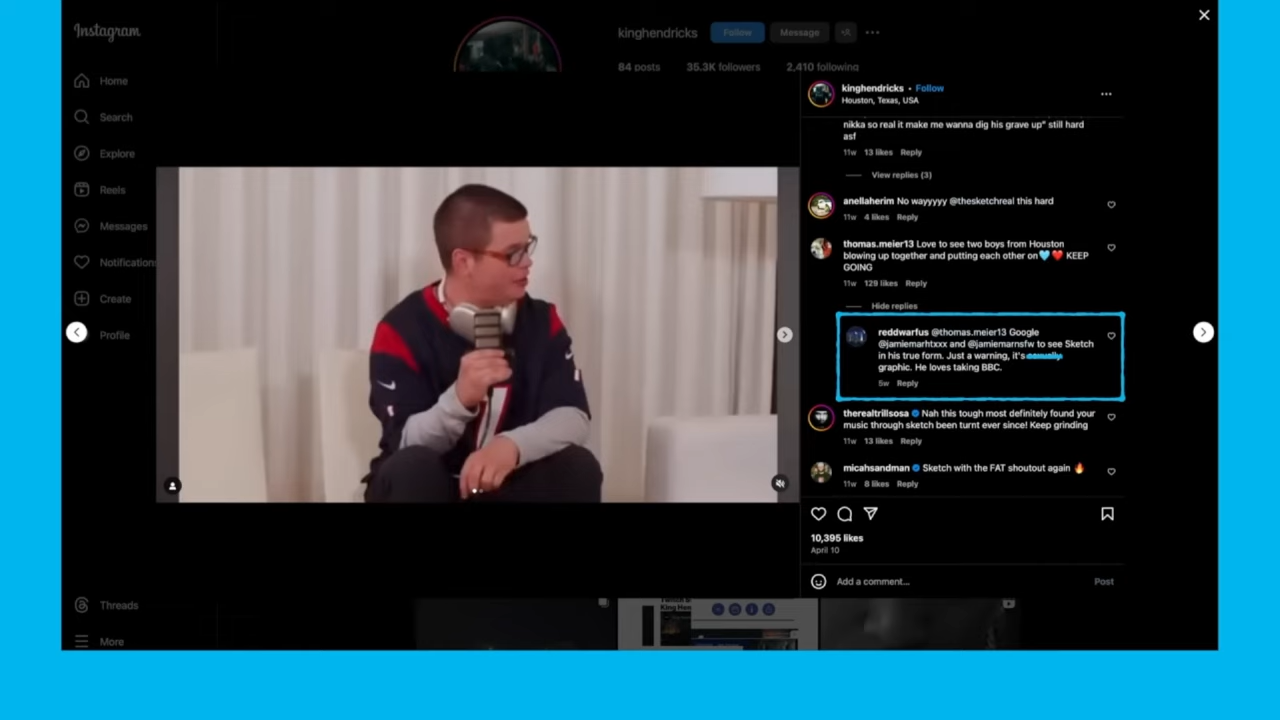 Instagram
kinghendricks Follow Message
84 posts 35.3K followers 2,410 following
Home
Search
Explore
Reels
Messages
Notifications
Create
Profile
Threads
More
kinghendricks • Follow
Houston, Texas, USA
nikka so real it make me wanna dig his grave up" still hard
asf
11w 13 likes Reply
View replies (3)
anellaherim No wayyyyy @thesketchreal this hard
11w 4 likes Reply
thomas.meier13 Love to see two boys from Houston
blowing up together and putting each other on🩵❤️ KEEP
GOING
11w 129 likes Reply
Hide replies
reddwarfus @thomas.meier13 Google
@jamiemarhtxxx and @jamiemarnsfw to see Sketch
in his true form. Just a warning, it's
graphic. He loves taking BBC.
5w Reply
therealtrillsosa Nah this tough most definitely found your
music through sketch been turnt ever since! Keep grinding
11w 13 likes Reply
micahsandman Sketch with the FAT shoutout again 🔥
11w 8 likes Reply
10,395 likes
April 10
Add a comment... Post
King Hen